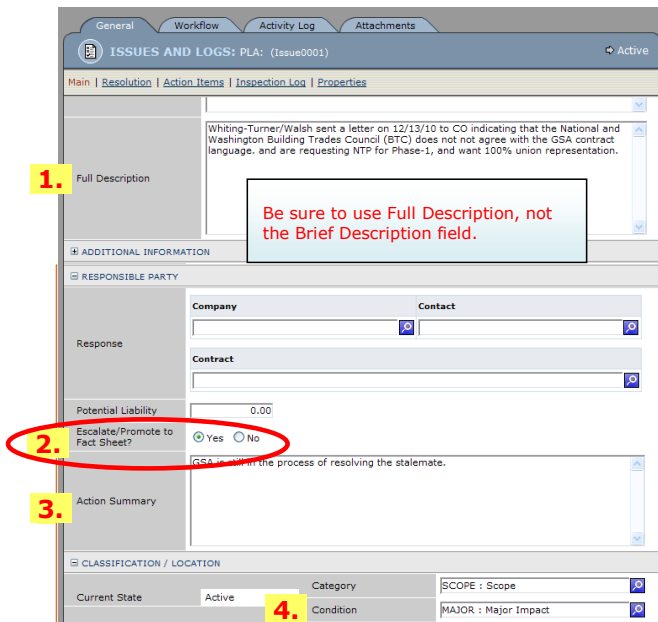 General Workflow Activity Log Attachments
ISSUES AND LOGS: PLA: (Issue0001) Active
Main | Resolution | Action Items | Inspection Log | Properties
Whiting-Turner/Walsh sent a letter on 12/13/10 to CO indicating that the National and
Washington Building Trades Council (BTC) does not not agree with the GSA contract
language. and are requesting NTP for Phase-1, and want 100% union representation.
1. Full Description
Be sure to use Full Description, not
the Brief Description field.
ADDITIONAL INFORMATION
RESPONSIBLE PARTY
Company Contact
Response
Contract
Potential Liability 0.00
2. Escalate/Promote to
Fact Sheet? Yes No
GSA is still in the process of resolving the stalemate.
3. Action Summary
CLASSIFICATION / LOCATION
Category SCOPE : Scope
Current State Active
4. Condition MAJOR : Major Impact